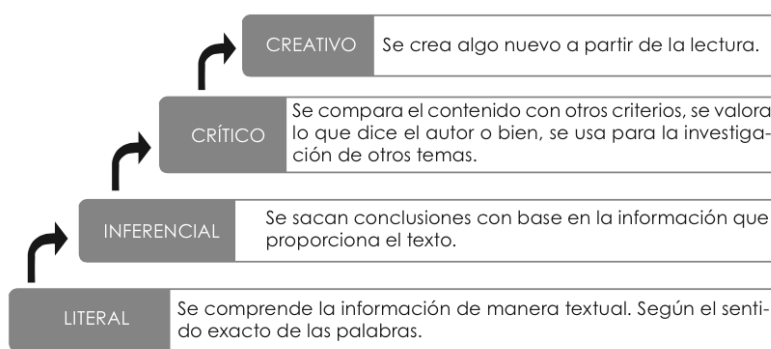 CREATIVO
Se crea algo nuevo a partir de la lectura.
CRÍTICO
Se compara el contenido con otros criterios, se valora
lo que dice el autor o bien, se usa para la investiga-
ción de otros temas.
INFERENCIAL
Se sacan conclusiones con base en la información que
proporciona el texto.
LITERAL
Se comprende la información de manera textual. Según el senti-
do exacto de las palabras.